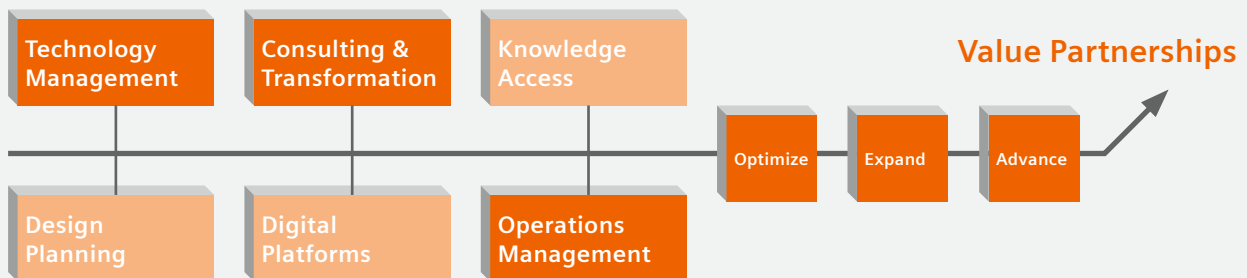 Technology
Management
Consulting &
Transformation
Knowledge
Access
Value Partnerships
Optimize
Expand
Advance
Design
Planning
Digital
Platforms
Operations
Management